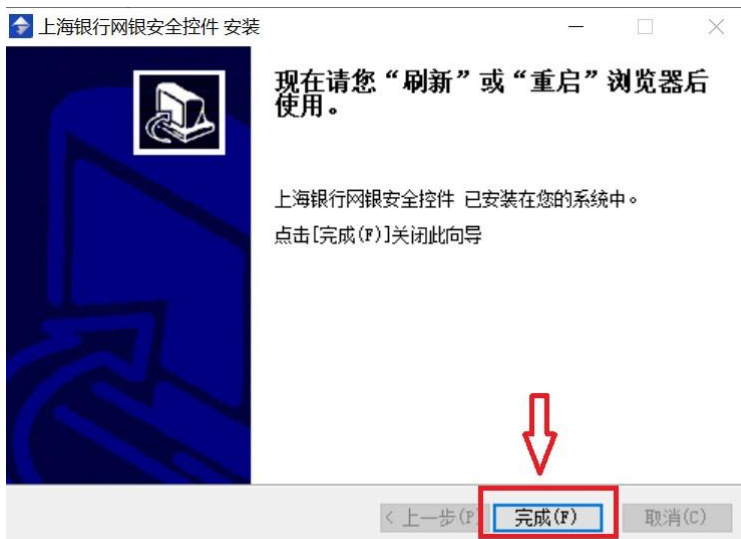 上海银行网银安全控件 安装
现在请您“刷新”或“重启”浏览器后
使用。
上海银行网银安全控件 已安装在您的系统中。
点击[完成(F)]关闭此向导
< 上一步(P
完成(F)
取消(C)